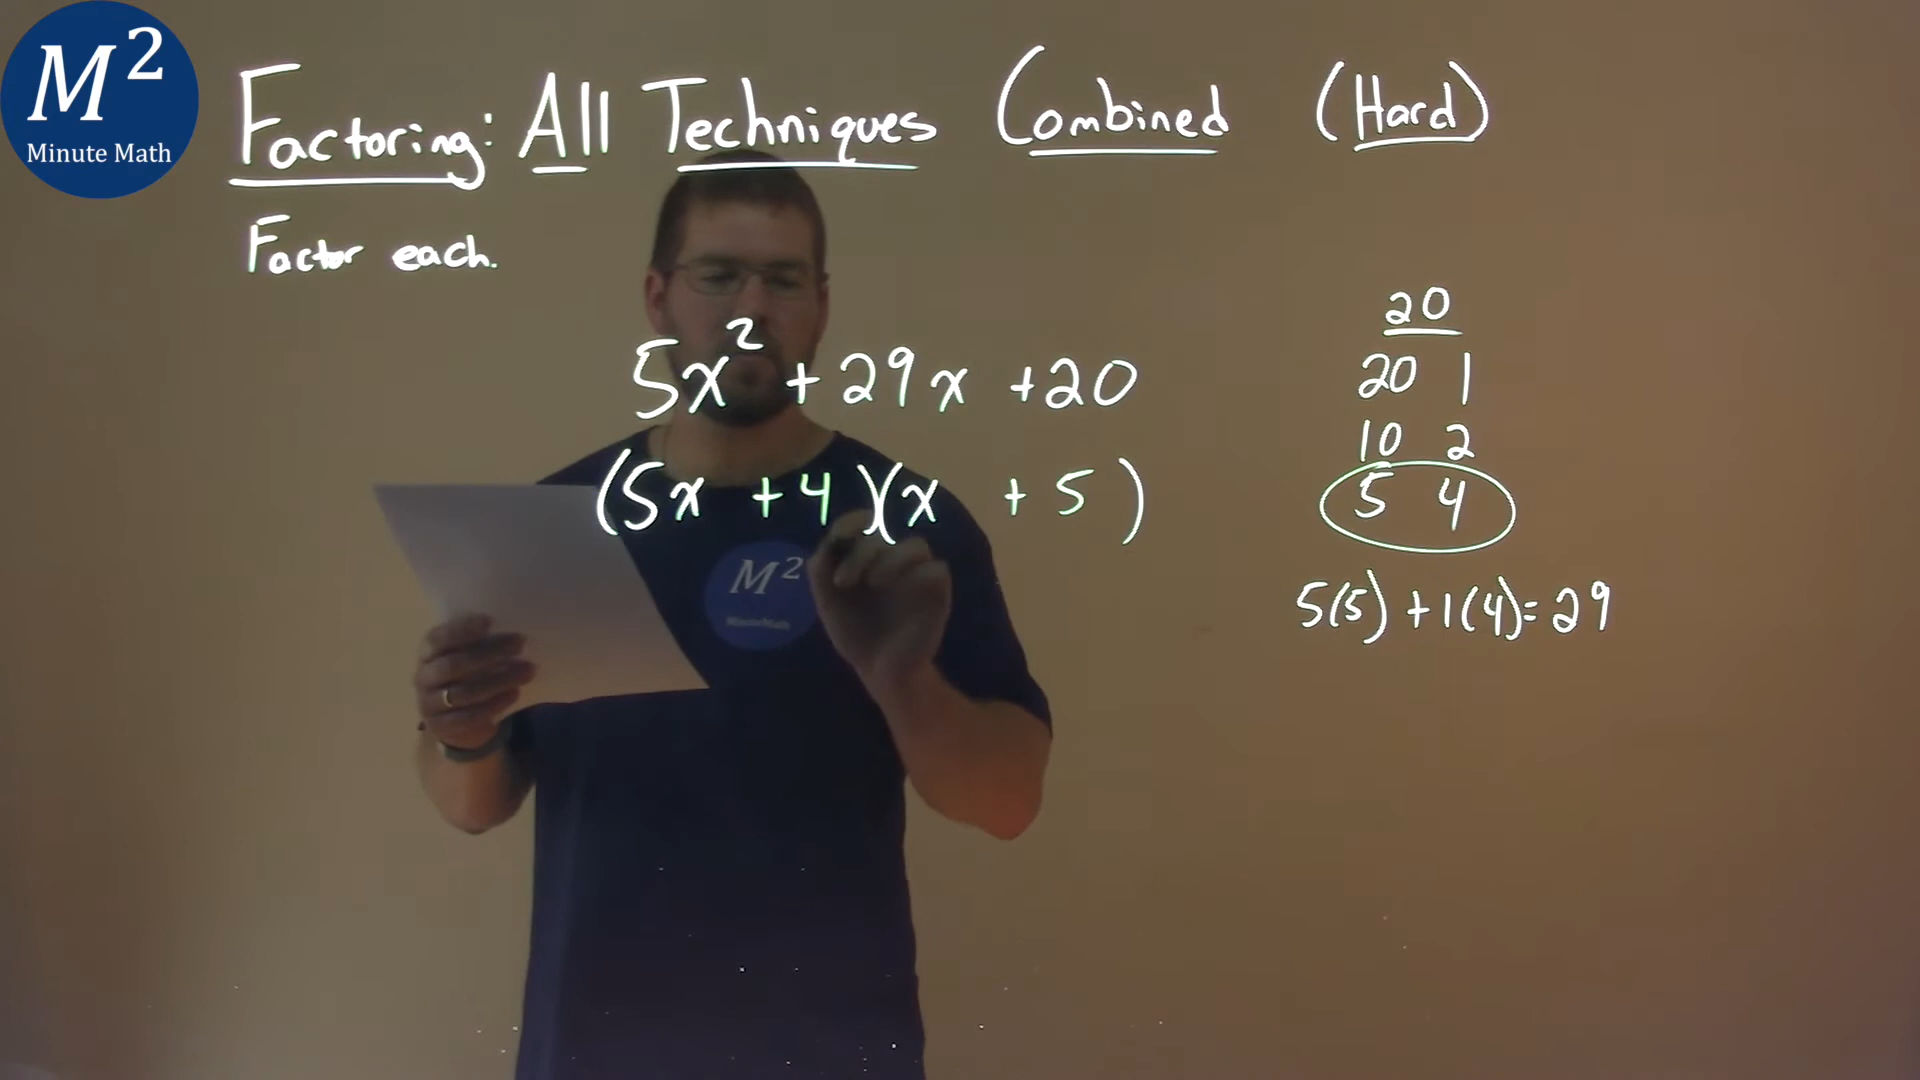 M²
Minute Math
Factoring: All Techniques Combined (Hard)
Factor each.
5x² + 29x + 20
(5x + 4)(x + 5)
20
20 1
10 2
5 4
5(5) + 1(4) = 29
M²
MinuteMath